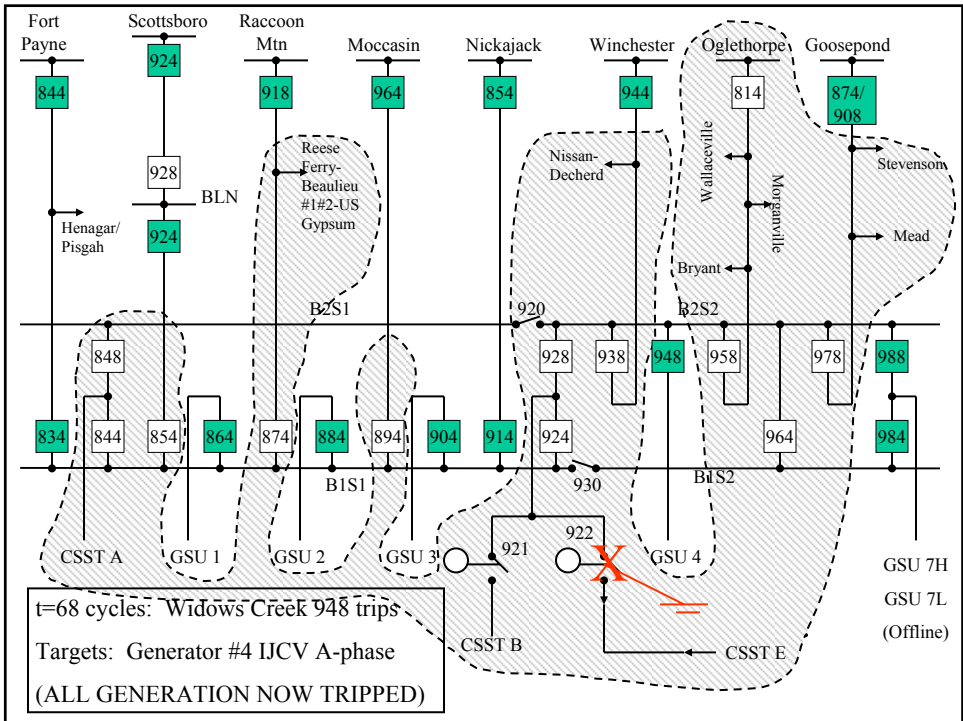 Fort Payne
Scottsboro
Raccoon Mtn
Moccasin
Nickajack
Winchester
Oglethorpe
Goosepond
844
924
918
964
854
944
814
874/
908
928
BLN
924
Henagar/
Pisgah
Reese
Ferry-
Beaulieu
#1#2-US
Gypsum
Nissan-
Decherd
Wallaceville
Morganville
Bryant
Stevenson
Mead
B2S1
920
B2S2
848
928
938
948
958
978
988
834
844
854
864
874
884
894
904
914
924
964
984
B1S1
930
B1S2
CSST A
GSU 1
GSU 2
GSU 3
921
922
X
GSU 4
GSU 7H
GSU 7L
(Offline)
CSST B
CSST E
t=68 cycles: Widows Creek 948 trips
Targets: Generator #4 IJCV A-phase
(ALL GENERATION NOW TRIPPED)